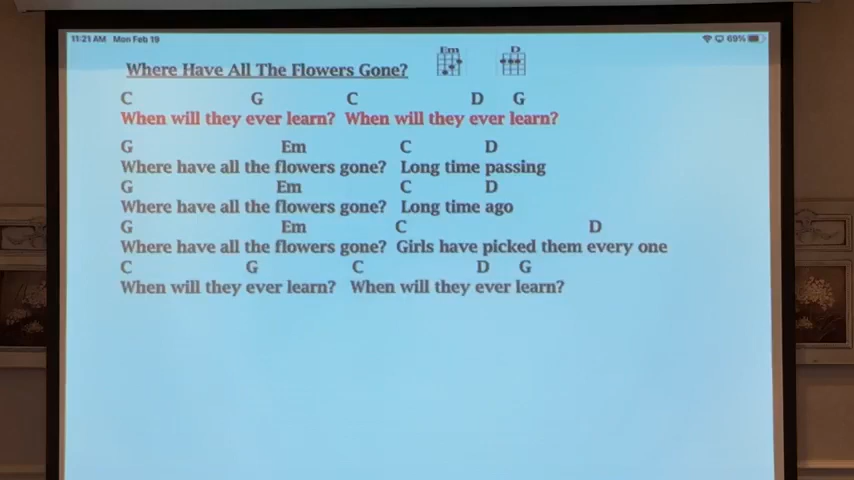 11:21 AM Mon Feb 19
69%
Where Have All The Flowers Gone?
Em D
C G C D G
When will they ever learn? When will they ever learn?
G Em C D
Where have all the flowers gone? Long time passing
G Em C D
Where have all the flowers gone? Long time ago
G Em C D
Where have all the flowers gone? Girls have picked them every one
C G C D G
When will they ever learn? When will they ever learn?